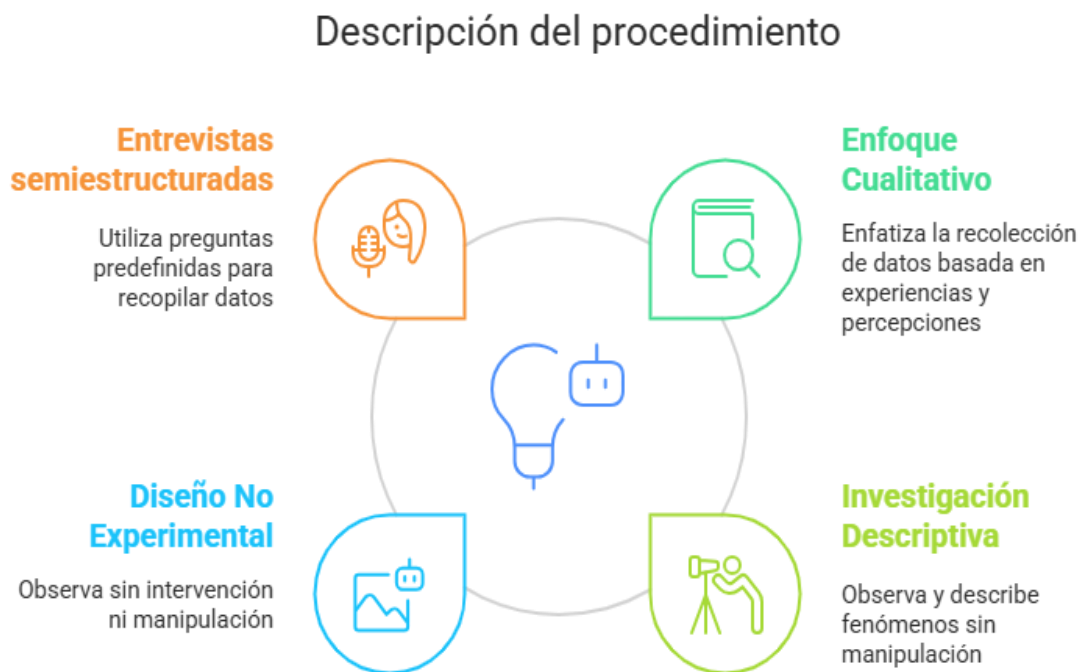 Descripción del procedimiento
Entrevistas
semiestructuradas
Utiliza preguntas
predefinidas para
recopilar datos
Enfoque
Cualitativo
Enfatiza la recolección
de datos basada en
experiencias y
percepciones
Diseño No
Experimental
Observa sin intervención
ni manipulación
Investigación
Descriptiva
Observa y describe
fenómenos sin
manipulación